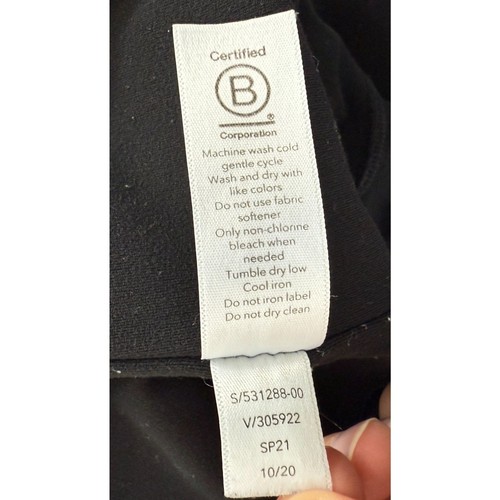 Certified
B
®
Corporation
Machine wash cold
gentle cycle
Wash and dry with
like colors
Do not use fabric
softener
Only non-chlorine
bleach when
needed
Tumble dry low
Cool iron
Do not iron label
Do not dry clean
S/531288-00
V/305922
SP21
10/20